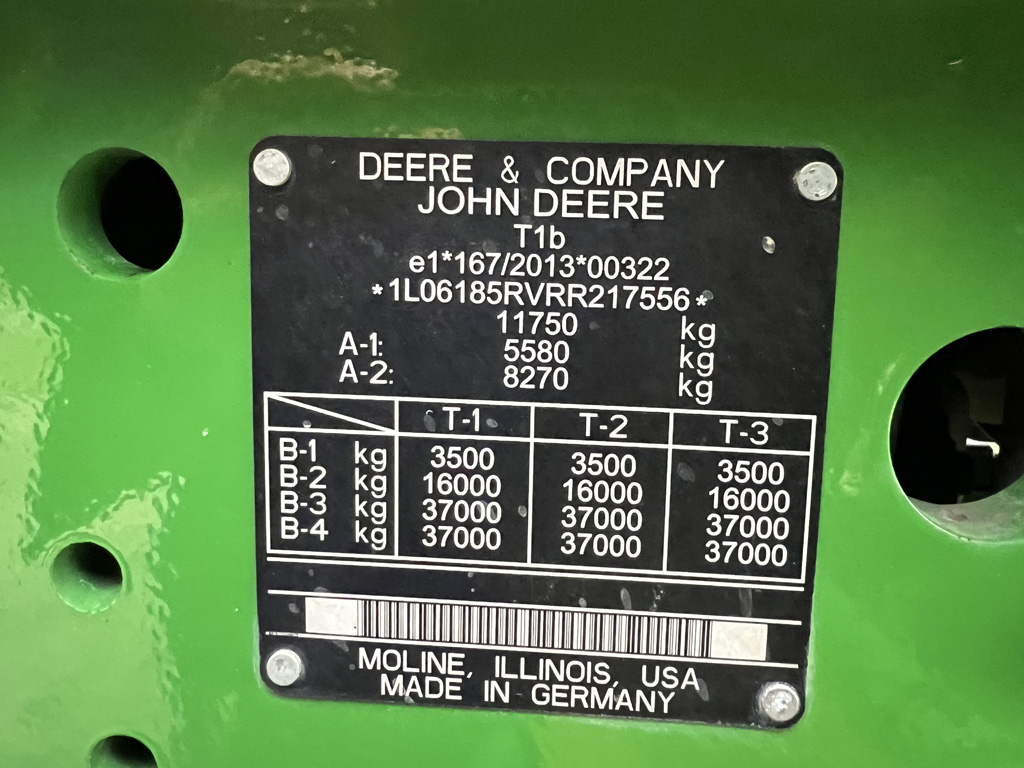 DEERE & COMPANY
JOHN DEERE
T1b
e1*167/2013*00322
*1L06185RVRR217556*
11750 kg
A-1: 5580 kg
A-2: 8270 kg
T-1 T-2 T-3
B-1 kg 3500 3500 3500
B-2 kg 16000 16000 16000
B-3 kg 37000 37000 37000
B-4 kg 37000 37000 37000
MOLINE, ILLINOIS, USA
MADE IN GERMANY